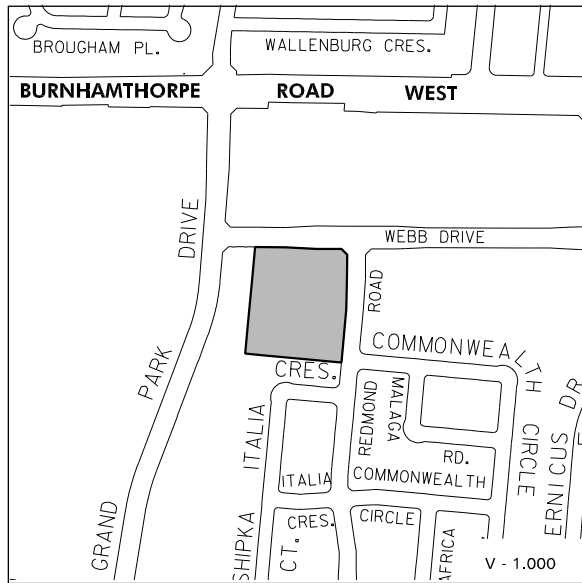 BROUGHAM PL.
WALLENBURG CRES.
BURNHAMTHORPE ROAD WEST
GRAND PARK DRIVE
WEBB DRIVE
REDMOND ROAD
COMMONWEALTH CIRCLE
CRES.
ITALIA
MALAGA RD.
ITALIA
CRES.
COMMONWEALTH
CIRCLE
SHIPKA
CT.
AFRICA
DR
V - 1.000